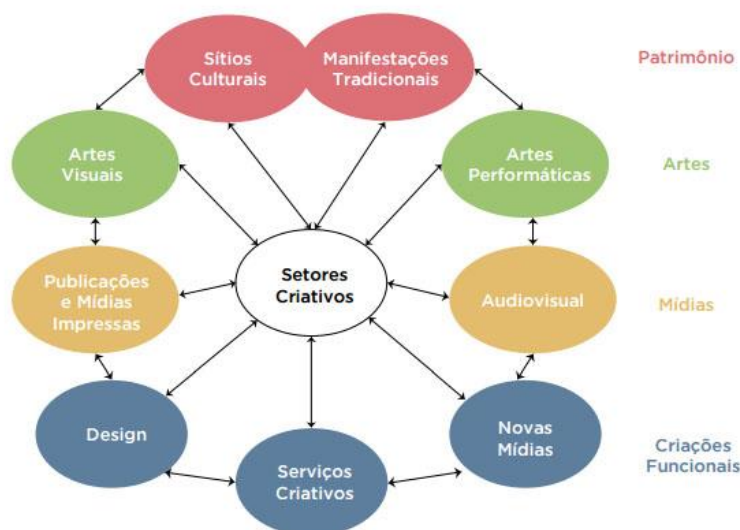 Sítios
Culturais
Manifestações
Tradicionais
Patrimônio
Artes
Visuais
Artes
Performáticas
Artes
Publicações
e Mídias
Impressas
Setores
Criativos
Audiovisual
Mídias
Design
Serviços
Criativos
Novas
Mídias
Criações
Funcionais